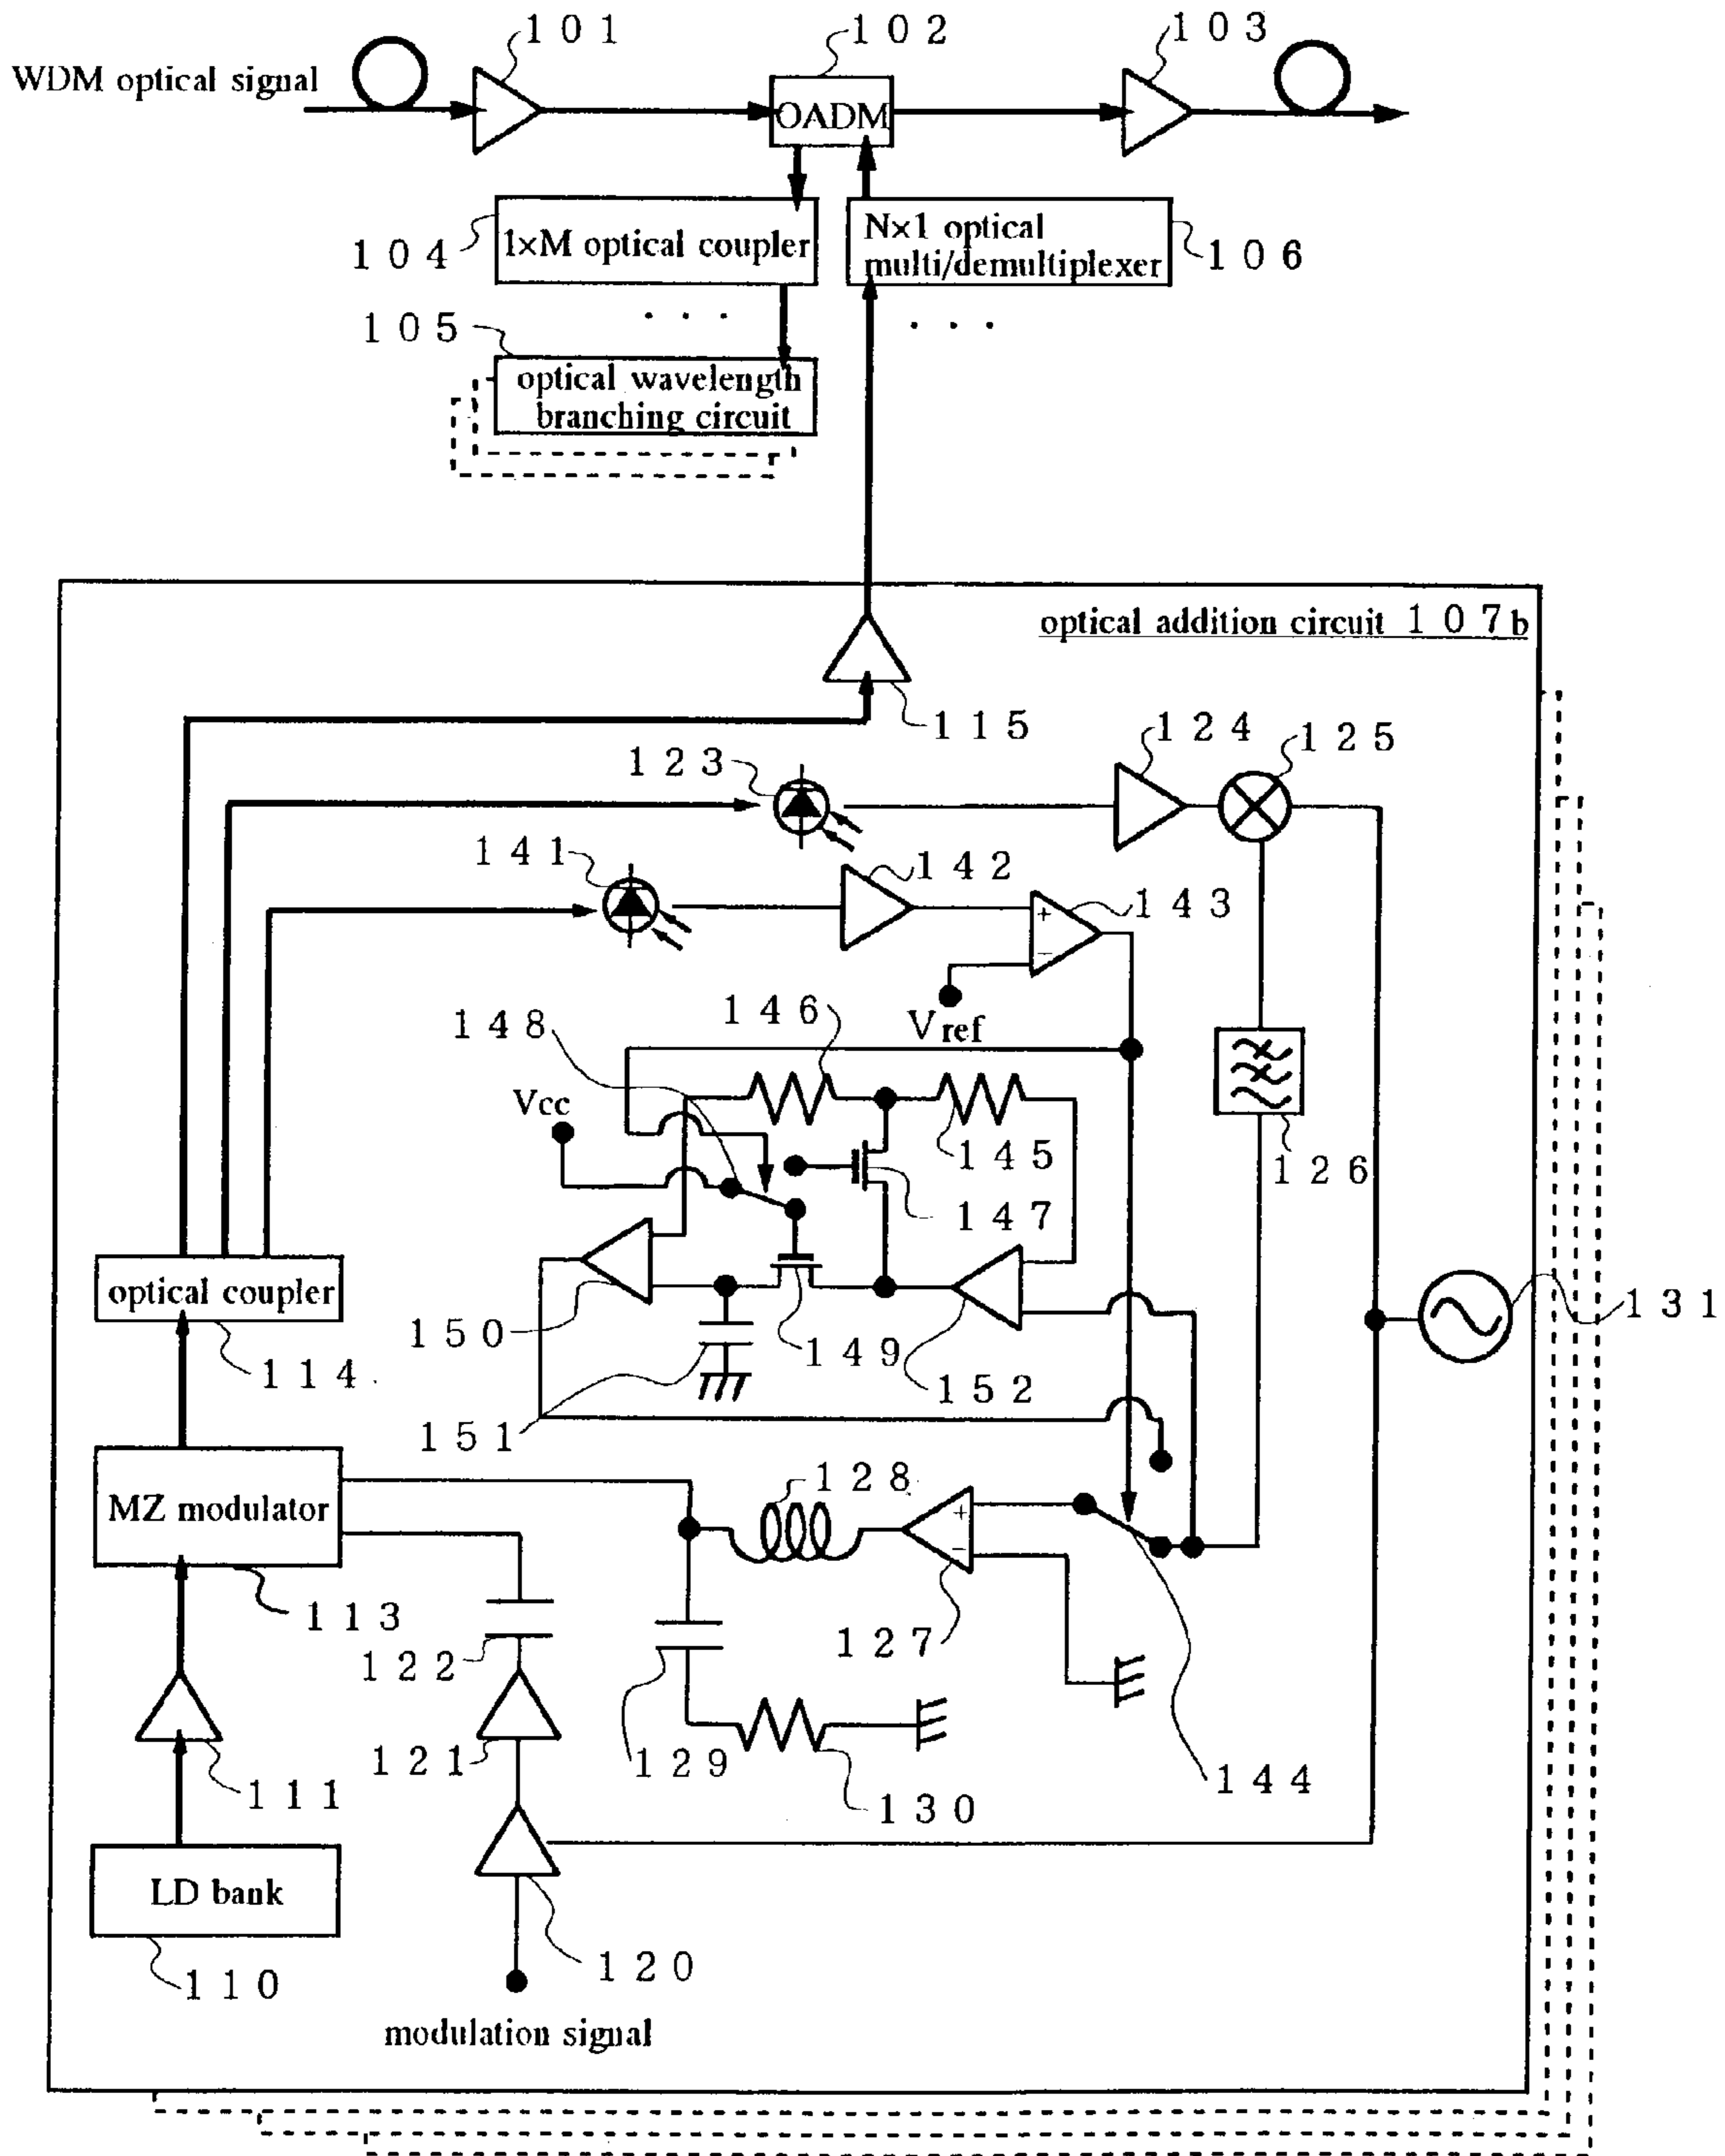 101
102
103
WDM optical signal
OADM
1×M optical coupler
104
N×1 optical
multi/demultiplexer
106
. . .
. . .
105
optical wavelength
branching circuit
optical addition circuit 107b
115
124
125
123
141
142
143
+
−
Vref
148
146
Vcc
145
147
126
optical coupler
114
150
149
152
131
151
MZ modulator
113
128
+
−
127
122
121
129
130
144
111
LD bank
110
120
modulation signal